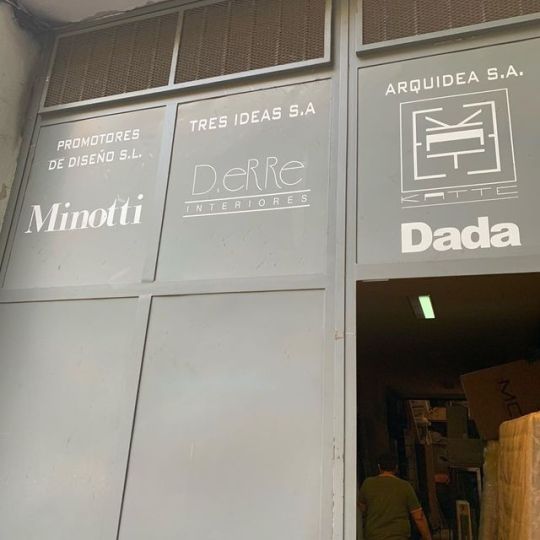 PROMOTORES
DE DISEÑO S.L.
Minotti
TRES IDEAS S.A
D.eRRe
INTERIORES
ARQUIDEA S.A.
KATTE
Dada